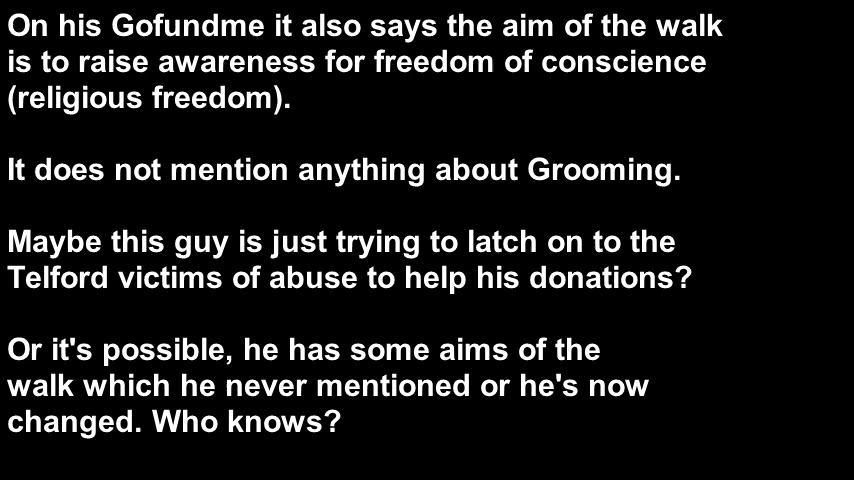 On his Gofundme it also says the aim of the walk
is to raise awareness for freedom of conscience
(religious freedom).
It does not mention anything about Grooming.
Maybe this guy is just trying to latch on to the
Telford victims of abuse to help his donations?
Or it's possible, he has some aims of the
walk which he never mentioned or he's now
changed. Who knows?